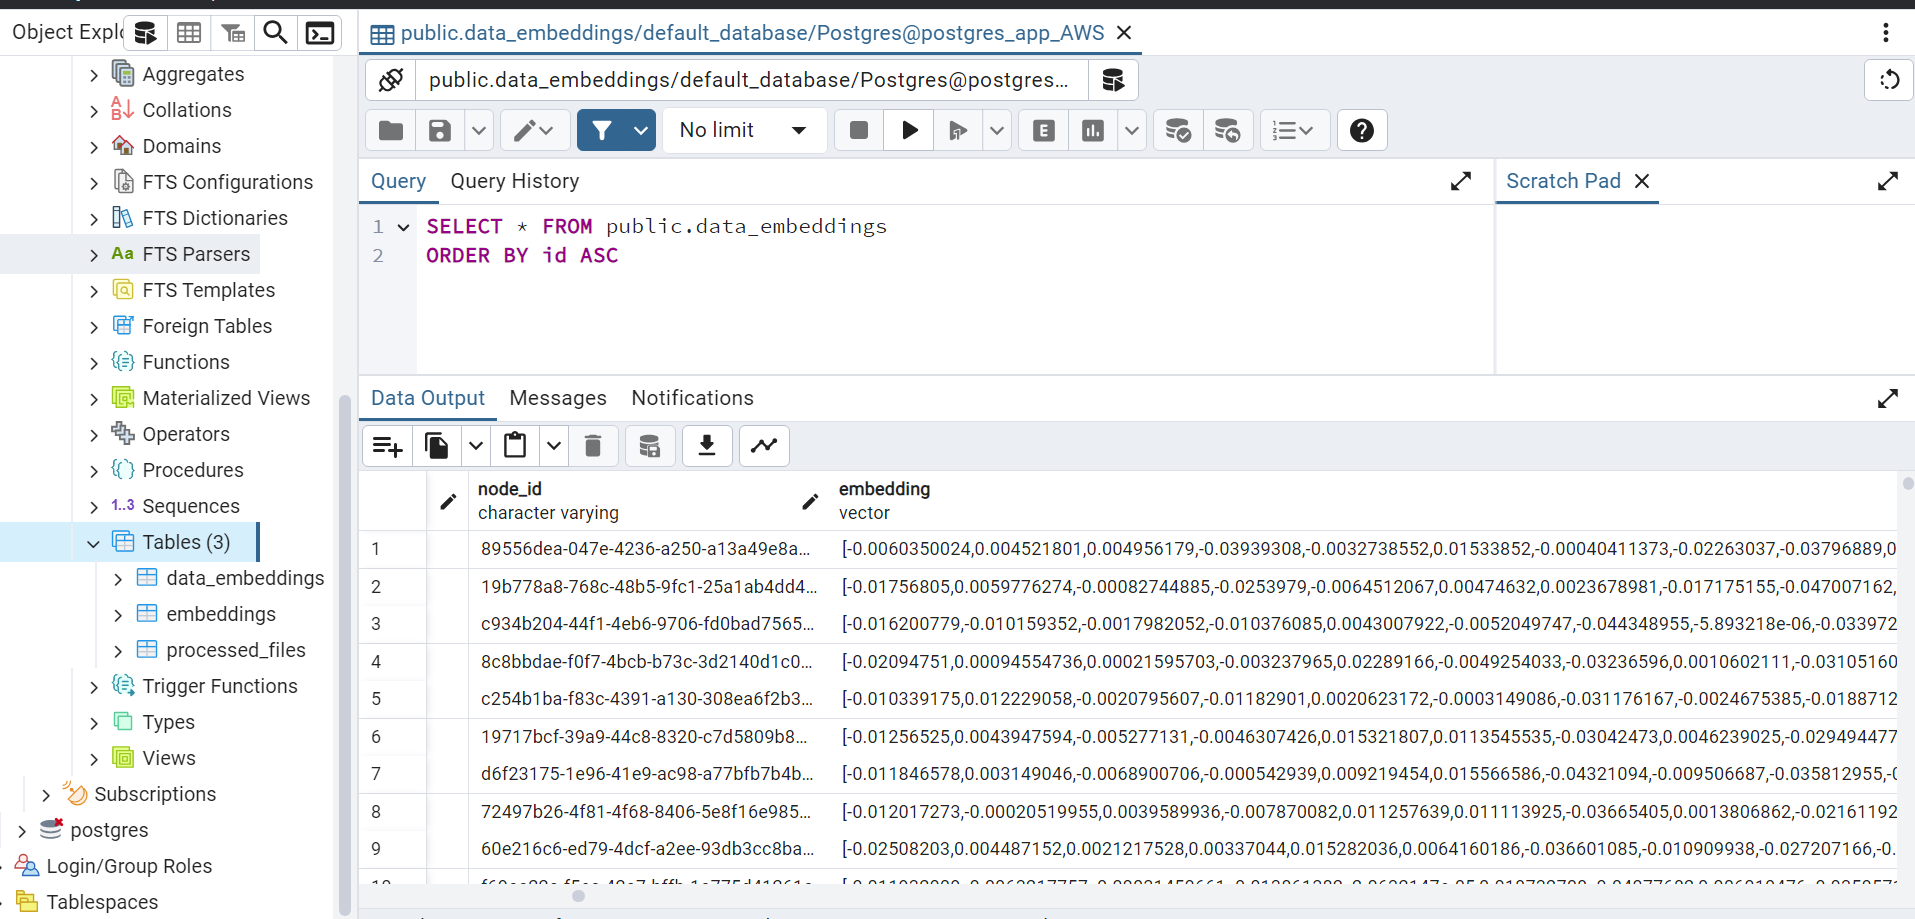 Object Explo
public.data_embeddings/default_database/Postgres@postgres_app_AWS
public.data_embeddings/default_database/Postgres@postgres...
No limit
Query
Query History
Scratch Pad
1
SELECT * FROM public.data_embeddings
2
ORDER BY id ASC
Aggregates
Collations
Domains
FTS Configurations
FTS Dictionaries
Aa FTS Parsers
FTS Templates
Foreign Tables
Functions
Materialized Views
Operators
Procedures
1..3 Sequences
Tables (3)
data_embeddings
embeddings
processed_files
Trigger Functions
Types
Views
Subscriptions
postgres
Login/Group Roles
Tablespaces
Data Output
Messages
Notifications
node_id
character varying
embedding
vector
1 89556dea-047e-4236-a250-a13a49e8a... [-0.0060350024,0.004521801,0.004956179,-0.03939308,-0.0032738552,0.01533852,-0.00040411373,-0.02263037,-0.03796889,0
2 19b778a8-768c-48b5-9fc1-25a1ab4dd4... [-0.01756805,0.0059776274,-0.00082744885,-0.0253979,-0.0064512067,0.00474632,0.0023678981,-0.017175155,-0.047007162,
3 c934b204-44f1-4eb6-9706-fd0bad7565... [-0.016200779,-0.010159352,-0.0017982052,-0.010376085,0.0043007922,-0.0052049747,-0.044348955,-5.893218e-06,-0.033972
4 8c8bbdae-f0f7-4bcb-b73c-3d2140d1c0... [-0.02094751,0.00094554736,0.00021595703,-0.003237965,0.02289166,-0.0049254033,-0.03236596,0.0010602111,-0.03105160
5 c254b1ba-f83c-4391-a130-308ea6f2b3... [-0.010339175,0.012229058,-0.0020795607,-0.01182901,0.0020623172,-0.0003149086,-0.031176167,-0.0024675385,-0.0188712
6 19717bcf-39a9-44c8-8320-c7d5809b8... [-0.01256525,0.0043947594,-0.005277131,-0.0046307426,0.015321807,0.0113545535,-0.03042473,0.0046239025,-0.029494477
7 d6f23175-1e96-41e9-ac98-a77bfb7b4b... [-0.011846578,0.003149046,-0.0068900706,-0.000542939,0.009219454,0.015566586,-0.04321094,-0.009506687,-0.035812955,-0
8 72497b26-4f81-4f68-8406-5e8f16e985... [-0.012017273,-0.00020519955,0.0039589936,-0.007870082,0.011257639,0.011113925,-0.03665405,0.0013806862,-0.02161192
9 60e216c6-ed79-4dcf-a2ee-93db3cc8ba... [-0.02508203,0.004487152,0.0021217528,0.00337044,0.015282036,0.0064160186,-0.036601085,-0.010909938,-0.027207166,-0.